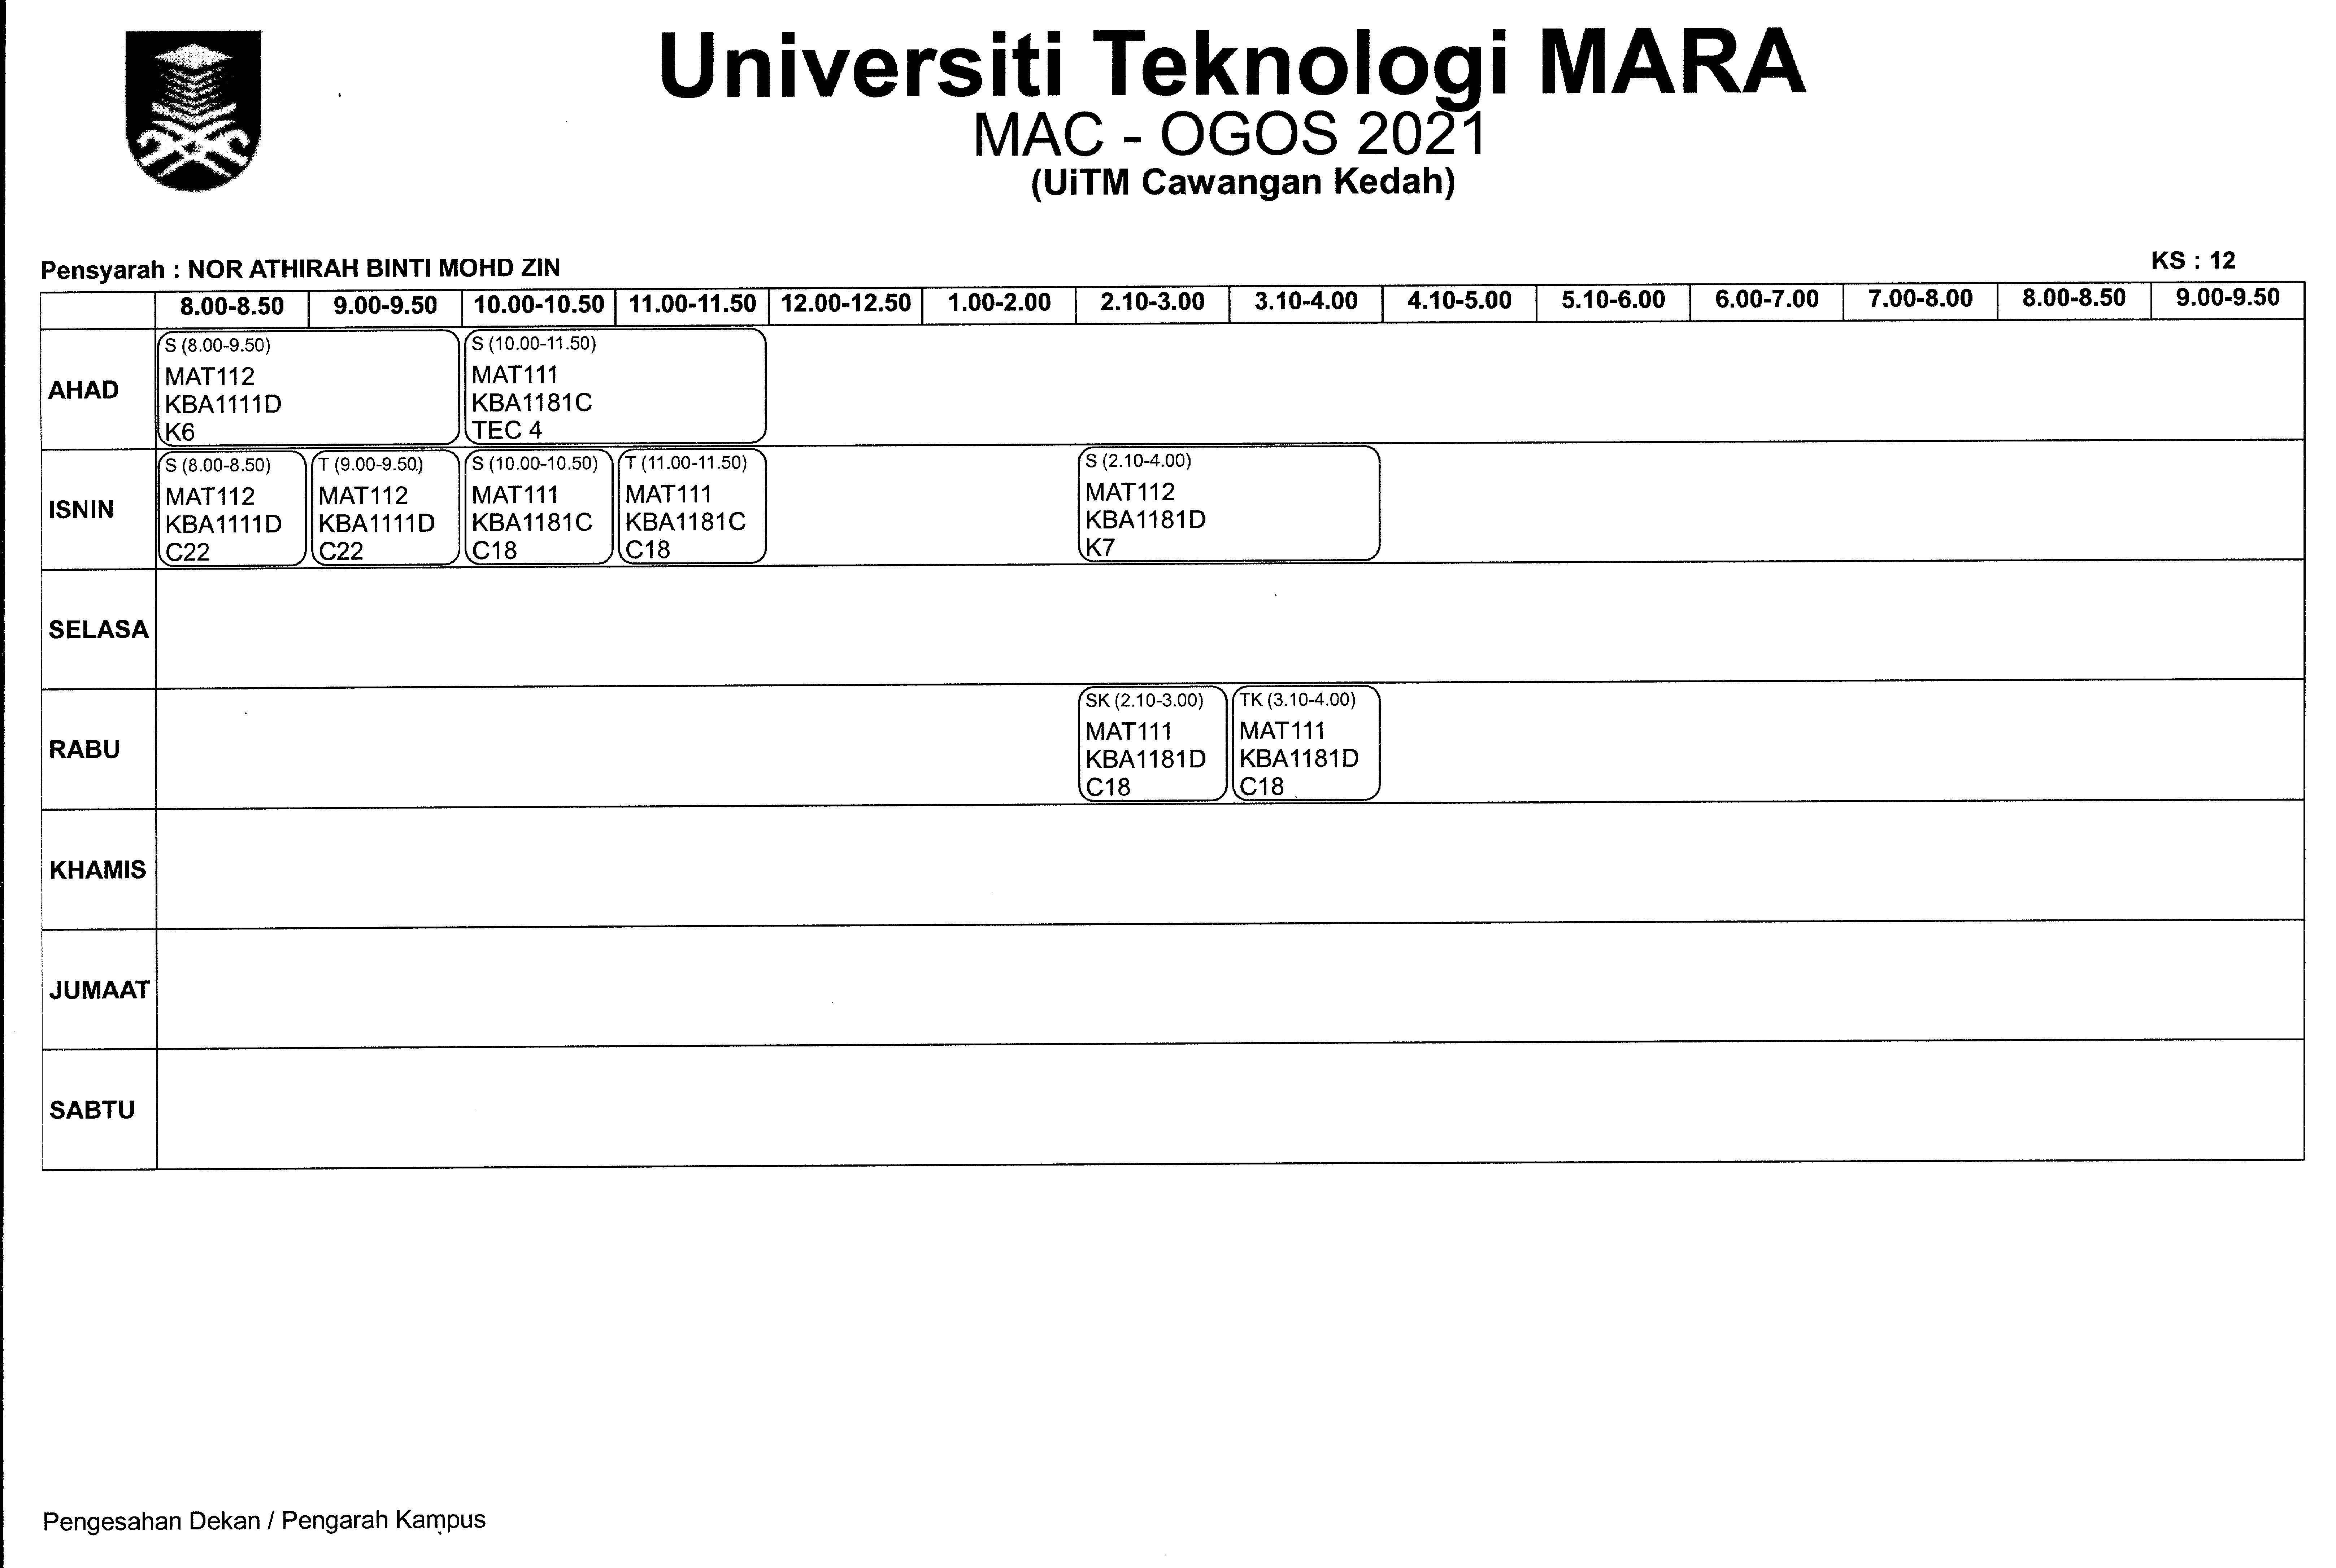 Universiti Teknologi MARA
MAC - OGOS 2021
(UiTM Cawangan Kedah)
Pensyarah : NOR ATHIRAH BINTI MOHD ZIN
KS : 12
8.00-8.50 9.00-9.50 10.00-10.50 11.00-11.50 12.00-12.50 1.00-2.00 2.10-3.00 3.10-4.00 4.10-5.00 5.10-6.00 6.00-7.00 7.00-8.00 8.00-8.50 9.00-9.50
AHAD
S (8.00-9.50)
MAT112
KBA1111D
K6
S (10.00-11.50)
MAT111
KBA1181C
TEC 4
ISNIN
S (8.00-8.50)
MAT112
KBA1111D
C22
T (9.00-9.50)
MAT112
KBA1111D
C22
S (10.00-10.50)
MAT111
KBA1181C
C18
T (11.00-11.50)
MAT111
KBA1181C
C18
S (2.10-4.00)
MAT112
KBA1181D
K7
SELASA
RABU
SK (2.10-3.00)
MAT111
KBA1181D
C18
TK (3.10-4.00)
MAT111
KBA1181D
C18
KHAMIS
JUMAAT
SABTU
Pengesahan Dekan / Pengarah Kampus